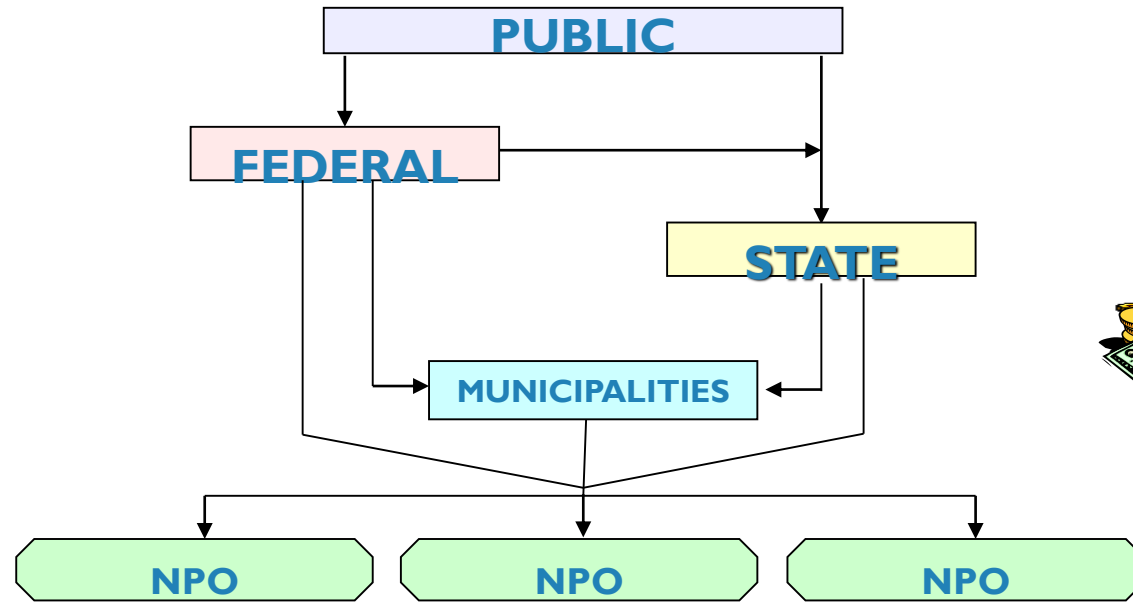 PUBLIC
FEDERAL
STATE
MUNICIPALITIES
NPO
NPO
NPO